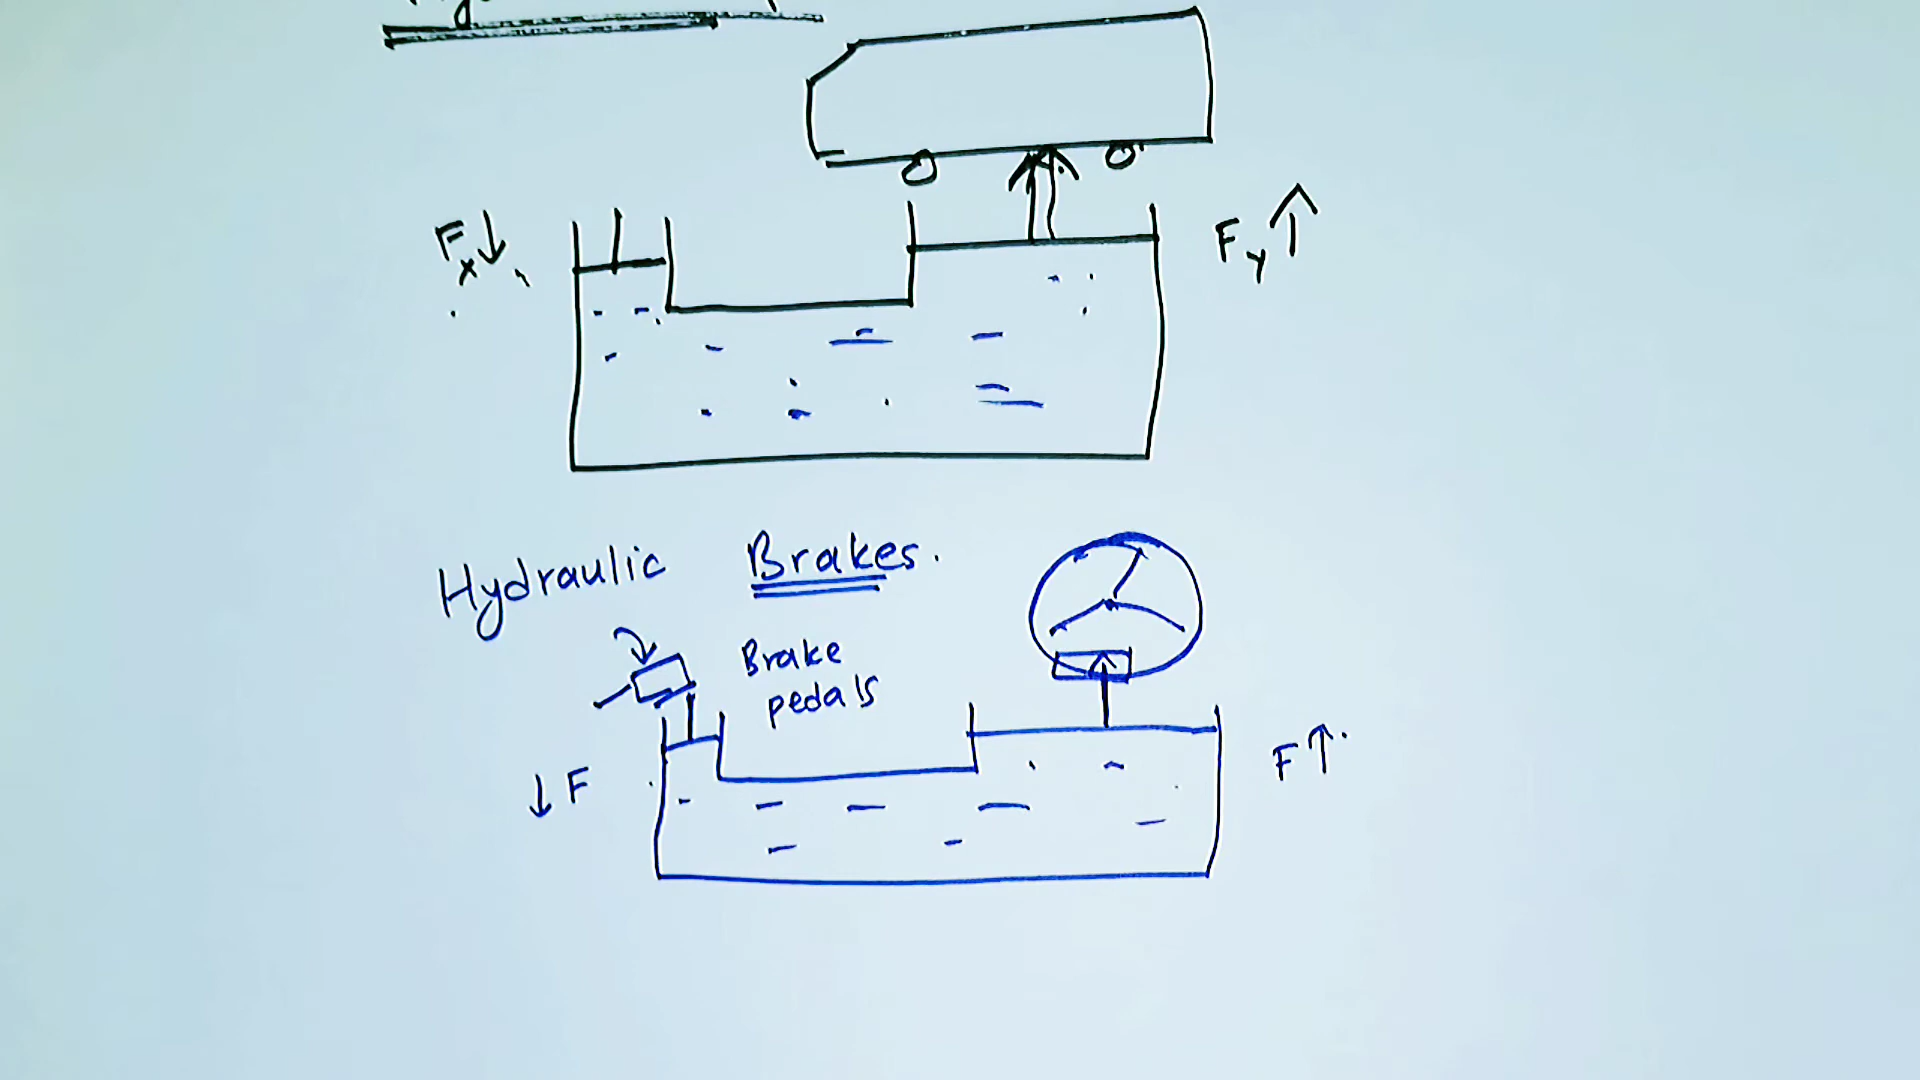 Fx↓
Fy↑
Hydraulic Brakes.
Brake
pedals
↓F
F↑